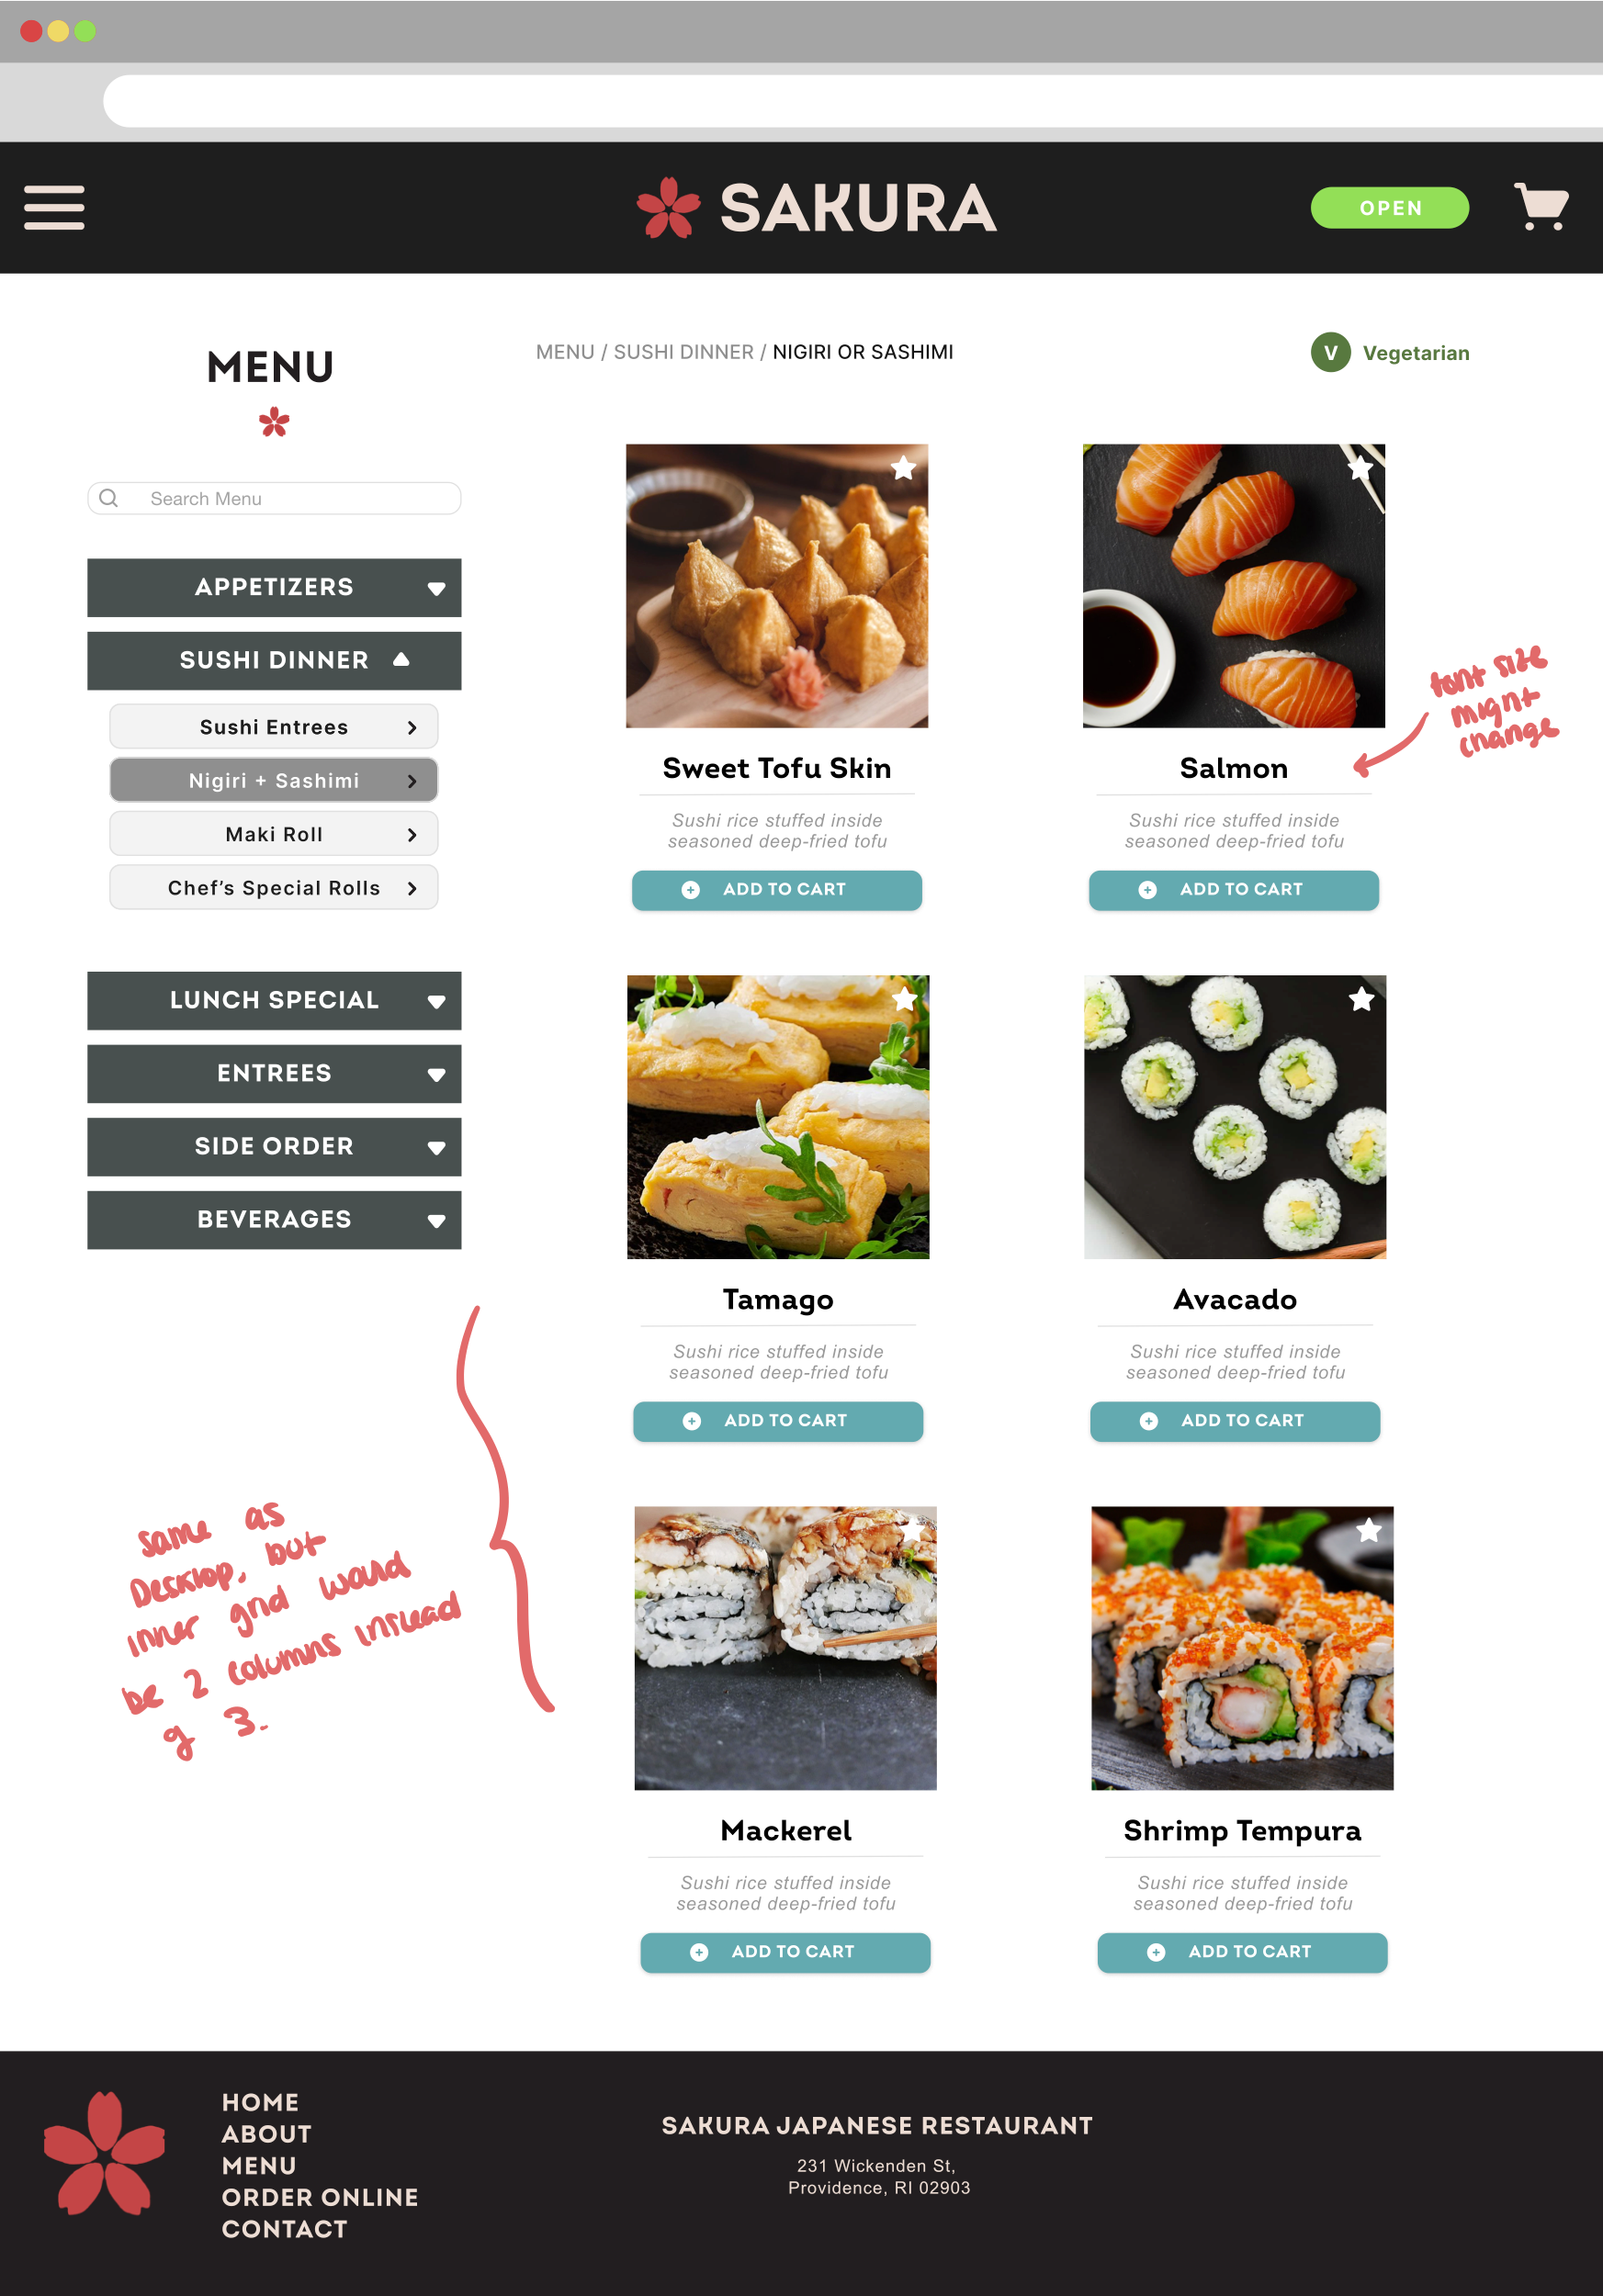 SAKURA
OPEN
MENU
MENU / SUSHI DINNER / NIGIRI OR SASHIMI
V Vegetarian
Search Menu
APPETIZERS
SUSHI DINNER
Sushi Entrees
Nigiri + Sashimi
Maki Roll
Chef's Special Rolls
LUNCH SPECIAL
ENTREES
SIDE ORDER
BEVERAGES
Sweet Tofu Skin
Sushi rice stuffed inside
seasoned deep-fried tofu
ADD TO CART
Salmon
Sushi rice stuffed inside
seasoned deep-fried tofu
ADD TO CART
font size
might
change
Tamago
Sushi rice stuffed inside
seasoned deep-fried tofu
ADD TO CART
Avacado
Sushi rice stuffed inside
seasoned deep-fried tofu
ADD TO CART
same as
Desktop, but
inner grid would
be 2 columns instead
of 3.
Mackerel
Sushi rice stuffed inside
seasoned deep-fried tofu
ADD TO CART
Shrimp Tempura
Sushi rice stuffed inside
seasoned deep-fried tofu
ADD TO CART
HOME
ABOUT
MENU
ORDER ONLINE
CONTACT
SAKURA JAPANESE RESTAURANT
231 Wickenden St,
Providence, RI 02903